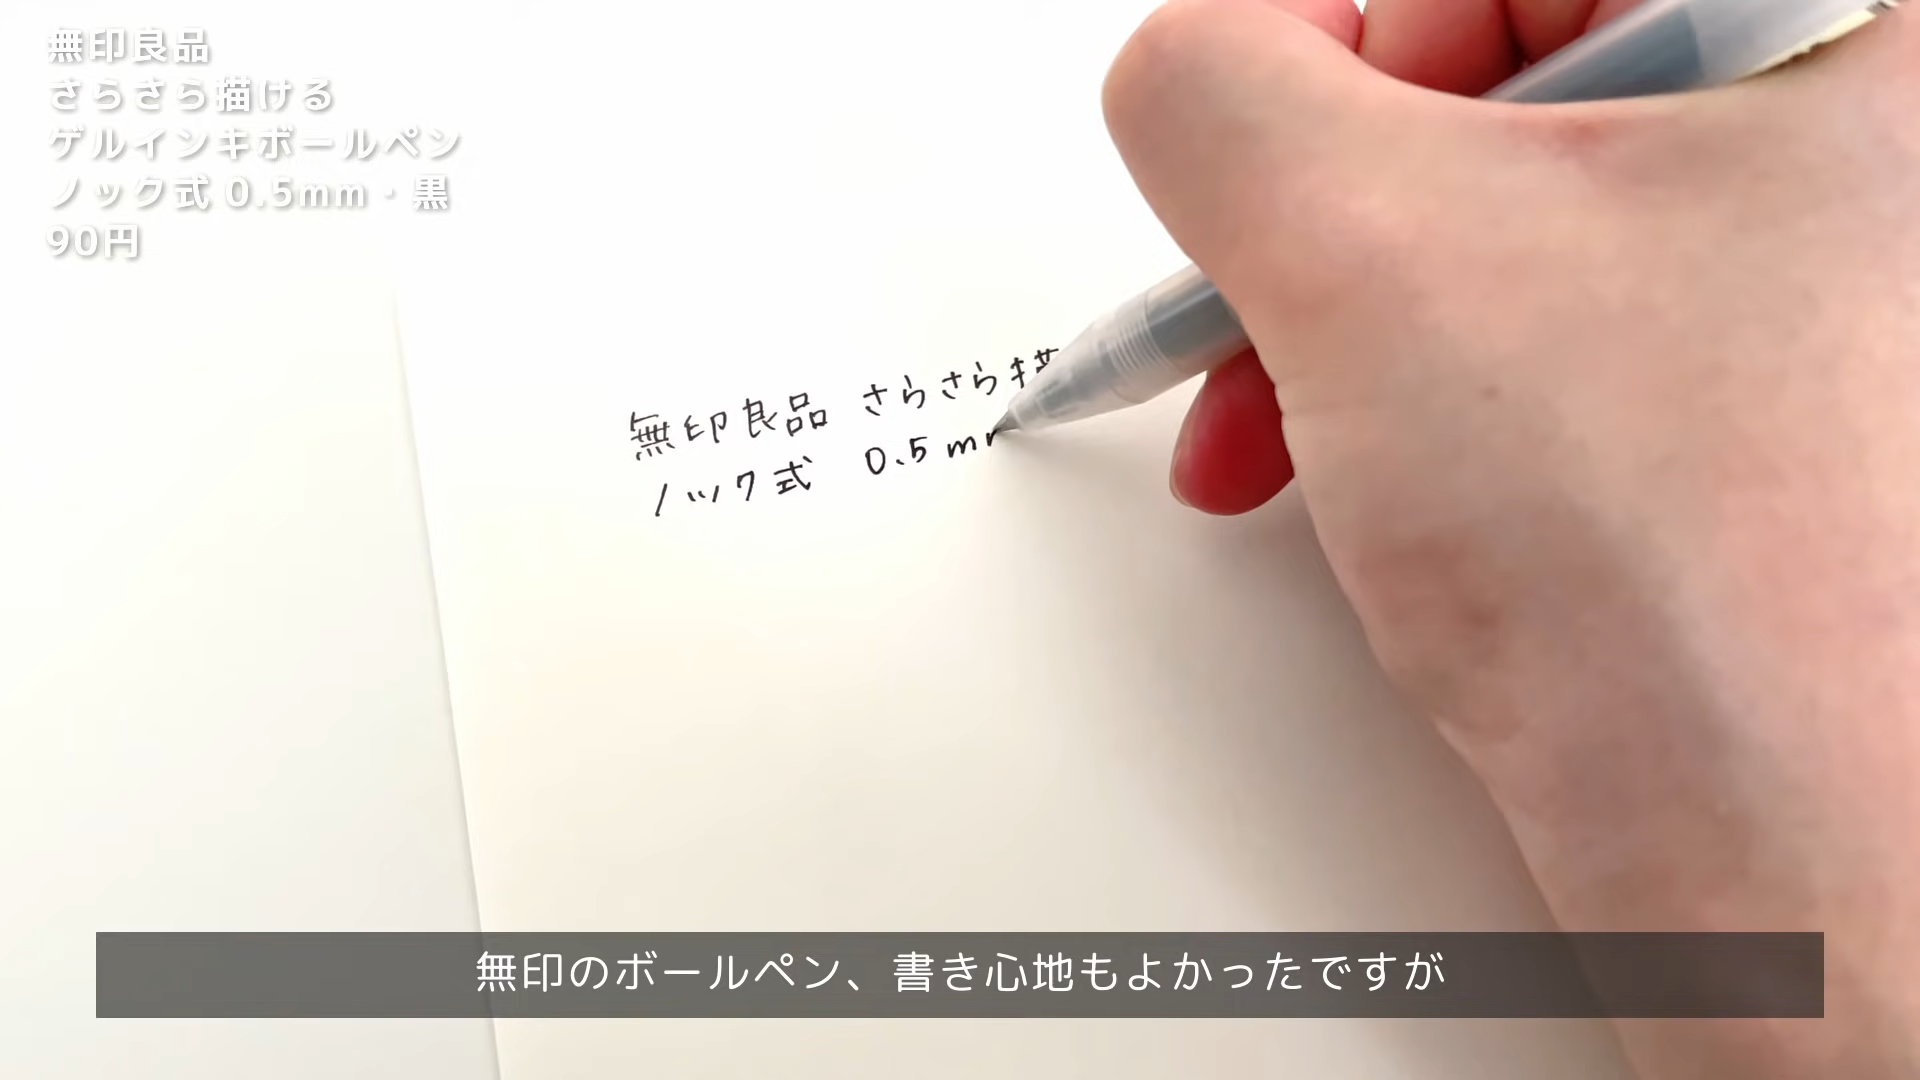 無印良品
さらさら描ける
ゲルインキボールペン
ノック式 0.5mm・黒
90円
無印良品 さらさら描
ノック式 0.5 m
無印のボールペン、書き心地もよかったですが